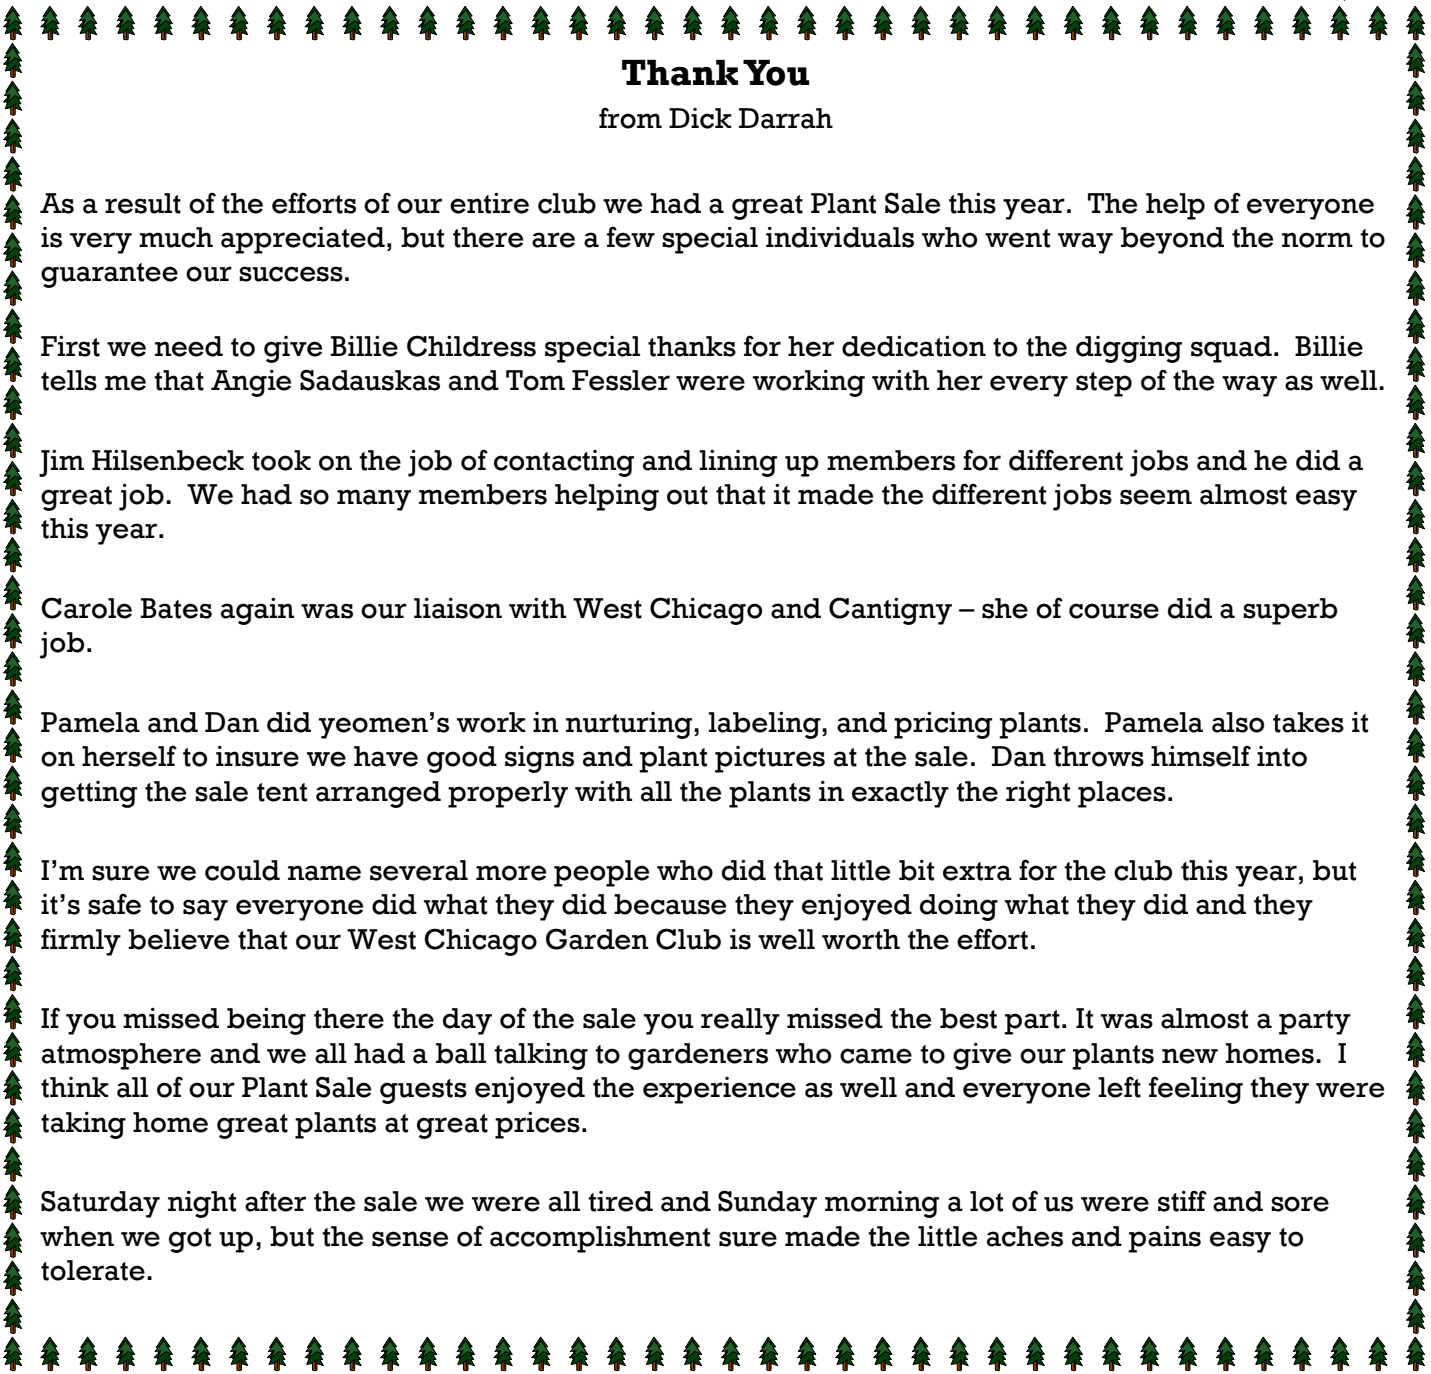 Thank You
from Dick Darrah
As a result of the efforts of our entire club we had a great Plant Sale this year.  The help of everyone
is very much appreciated, but there are a few special individuals who went way beyond the norm to
guarantee our success.
First we need to give Billie Childress special thanks for her dedication to the digging squad.  Billie
tells me that Angie Sadauskas and Tom Fessler were working with her every step of the way as well.
Jim Hilsenbeck took on the job of contacting and lining up members for different jobs and he did a
great job.  We had so many members helping out that it made the different jobs seem almost easy
this year.
Carole Bates again was our liaison with West Chicago and Cantigny – she of course did a superb
job.
Pamela and Dan did yeomen’s work in nurturing, labeling, and pricing plants.  Pamela also takes it
on herself to insure we have good signs and plant pictures at the sale.  Dan throws himself into
getting the sale tent arranged properly with all the plants in exactly the right places.
I’m sure we could name several more people who did that little bit extra for the club this year, but
it’s safe to say everyone did what they did because they enjoyed doing what they did and they
firmly believe that our West Chicago Garden Club is well worth the effort.
If you missed being there the day of the sale you really missed the best part. It was almost a party
atmosphere and we all had a ball talking to gardeners who came to give our plants new homes.  I
think all of our Plant Sale guests enjoyed the experience as well and everyone left feeling they were
taking home great plants at great prices.
Saturday night after the sale we were all tired and Sunday morning a lot of us were stiff and sore
when we got up, but the sense of accomplishment sure made the little aches and pains easy to
tolerate.